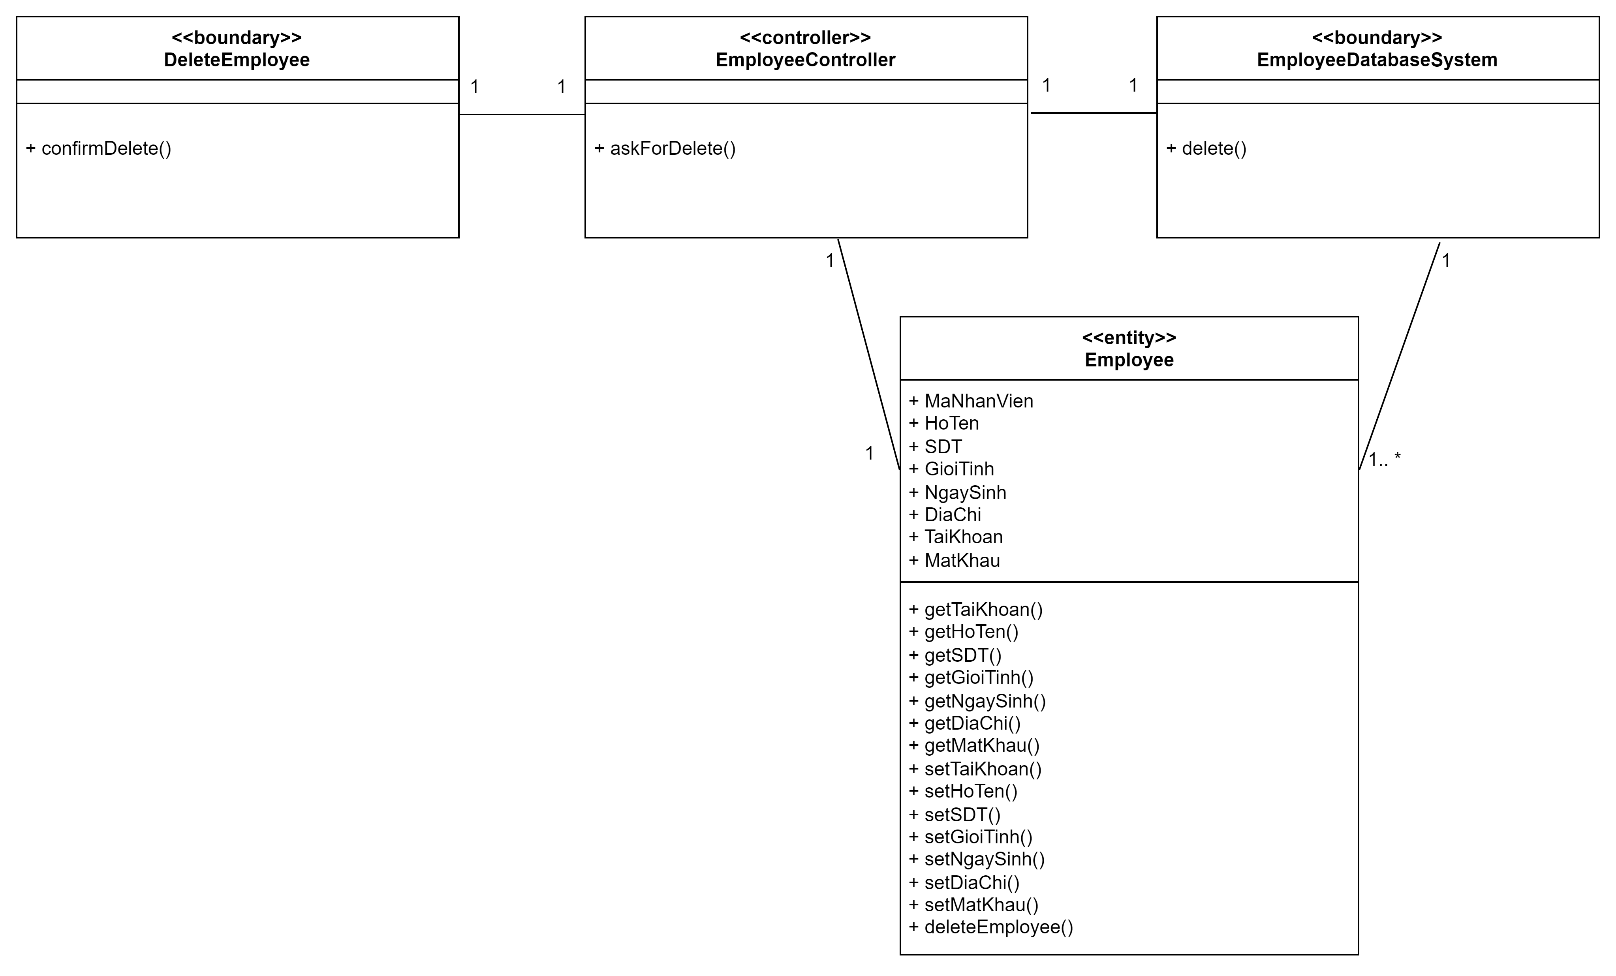 <<boundary>>
DeleteEmployee
+ confirmDelete()
1
1
<<controller>>
EmployeeController
+ askForDelete()
1
1
<<boundary>>
EmployeeDatabaseSystem
+ delete()
1
1
1
1.. *
<<entity>>
Employee
+ MaNhanVien
+ HoTen
+ SDT
+ GioiTinh
+ NgaySinh
+ DiaChi
+ TaiKhoan
+ MatKhau
+ getTaiKhoan()
+ getHoTen()
+ getSDT()
+ getGioiTinh()
+ getNgaySinh()
+ getDiaChi()
+ getMatKhau()
+ setTaiKhoan()
+ setHoTen()
+ setSDT()
+ setGioiTinh()
+ setNgaySinh()
+ setDiaChi()
+ setMatKhau()
+ deleteEmployee()